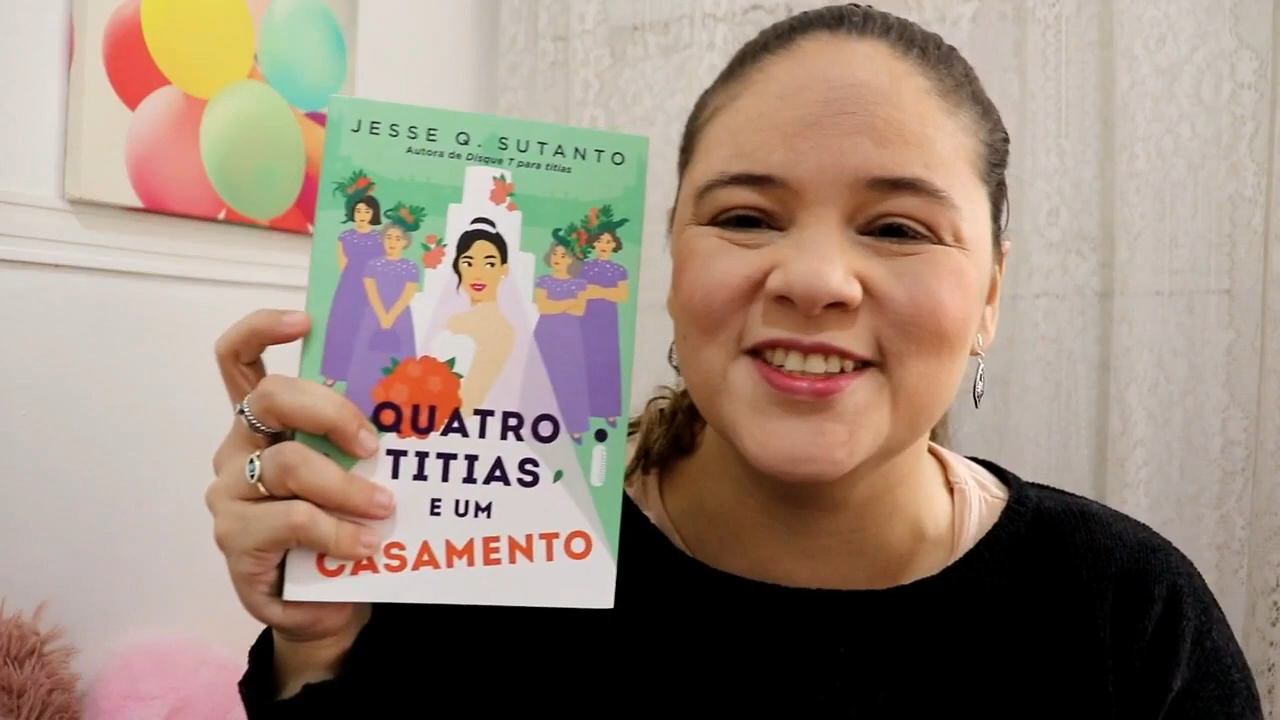 JESSE Q. SUTANTO
Autora de Disque T para titias
QUATRO
TITIAS
E UM
CASAMENTO